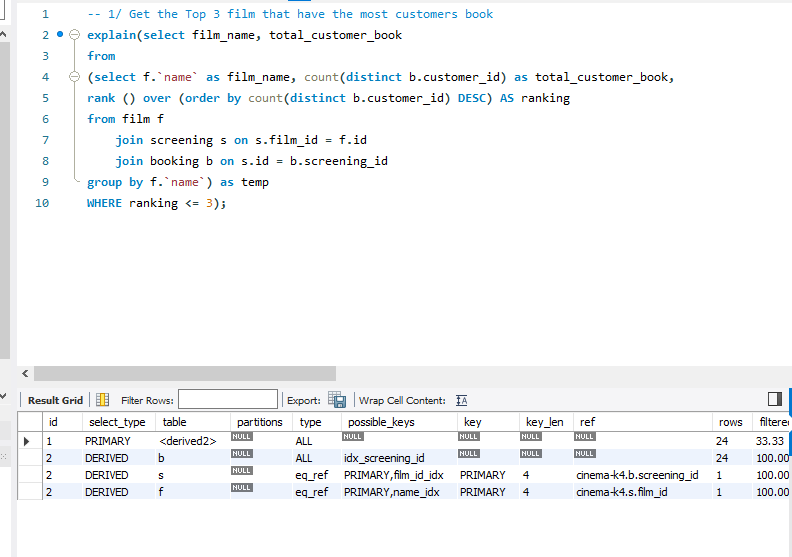 1 -- 1/ Get the Top 3 film that have the most customers book
2 explain(select film_name, total_customer_book
3 from
4 (select f.`name` as film_name, count(distinct b.customer_id) as total_customer_book,
5 rank () over (order by count(distinct b.customer_id) DESC) AS ranking
6 from film f
7 join screening s on s.film_id = f.id
8 join booking b on s.id = b.screening_id
9 group by f.`name`) as temp
10 WHERE ranking <= 3);
Result Grid Filter Rows: Export: Wrap Cell Content: IA
id select_type table partitions type possible_keys key key_len ref rows filtere
1 PRIMARY <derived2> NULL ALL NULL NULL NULL NULL 24 33.33
2 DERIVED b NULL ALL idx_screening_id NULL NULL NULL 24 100.00
2 DERIVED s NULL eq_ref PRIMARY,film_id_idx PRIMARY 4 cinema-k4.b.screening_id 1 100.00
2 DERIVED f NULL eq_ref PRIMARY,name_idx PRIMARY 4 cinema-k4.s.film_id 1 100.00